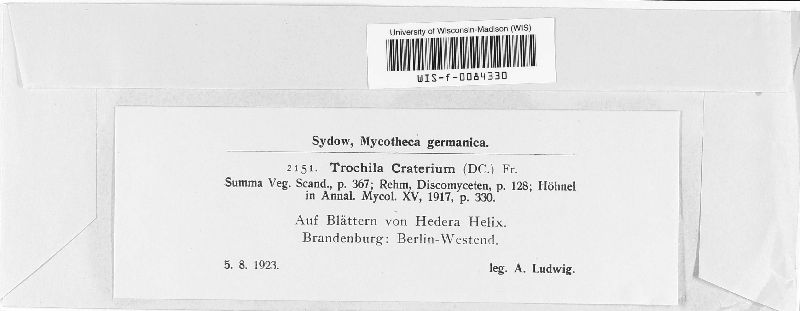 University of Wisconsin-Madison (WIS)
WIS-f-0084330
Sydow, Mycotheca germanica.
2151. Trochila Craterium (DC.) Fr.
Summa Veg. Scand., p. 367; Rehm, Discomyceten, p. 128; Höhnel
in Annal. Mycol. XV, 1917, p. 330.
Auf Blättern von Hedera Helix.
Brandenburg: Berlin-Westend.
5. 8. 1923. leg. A. Ludwig.